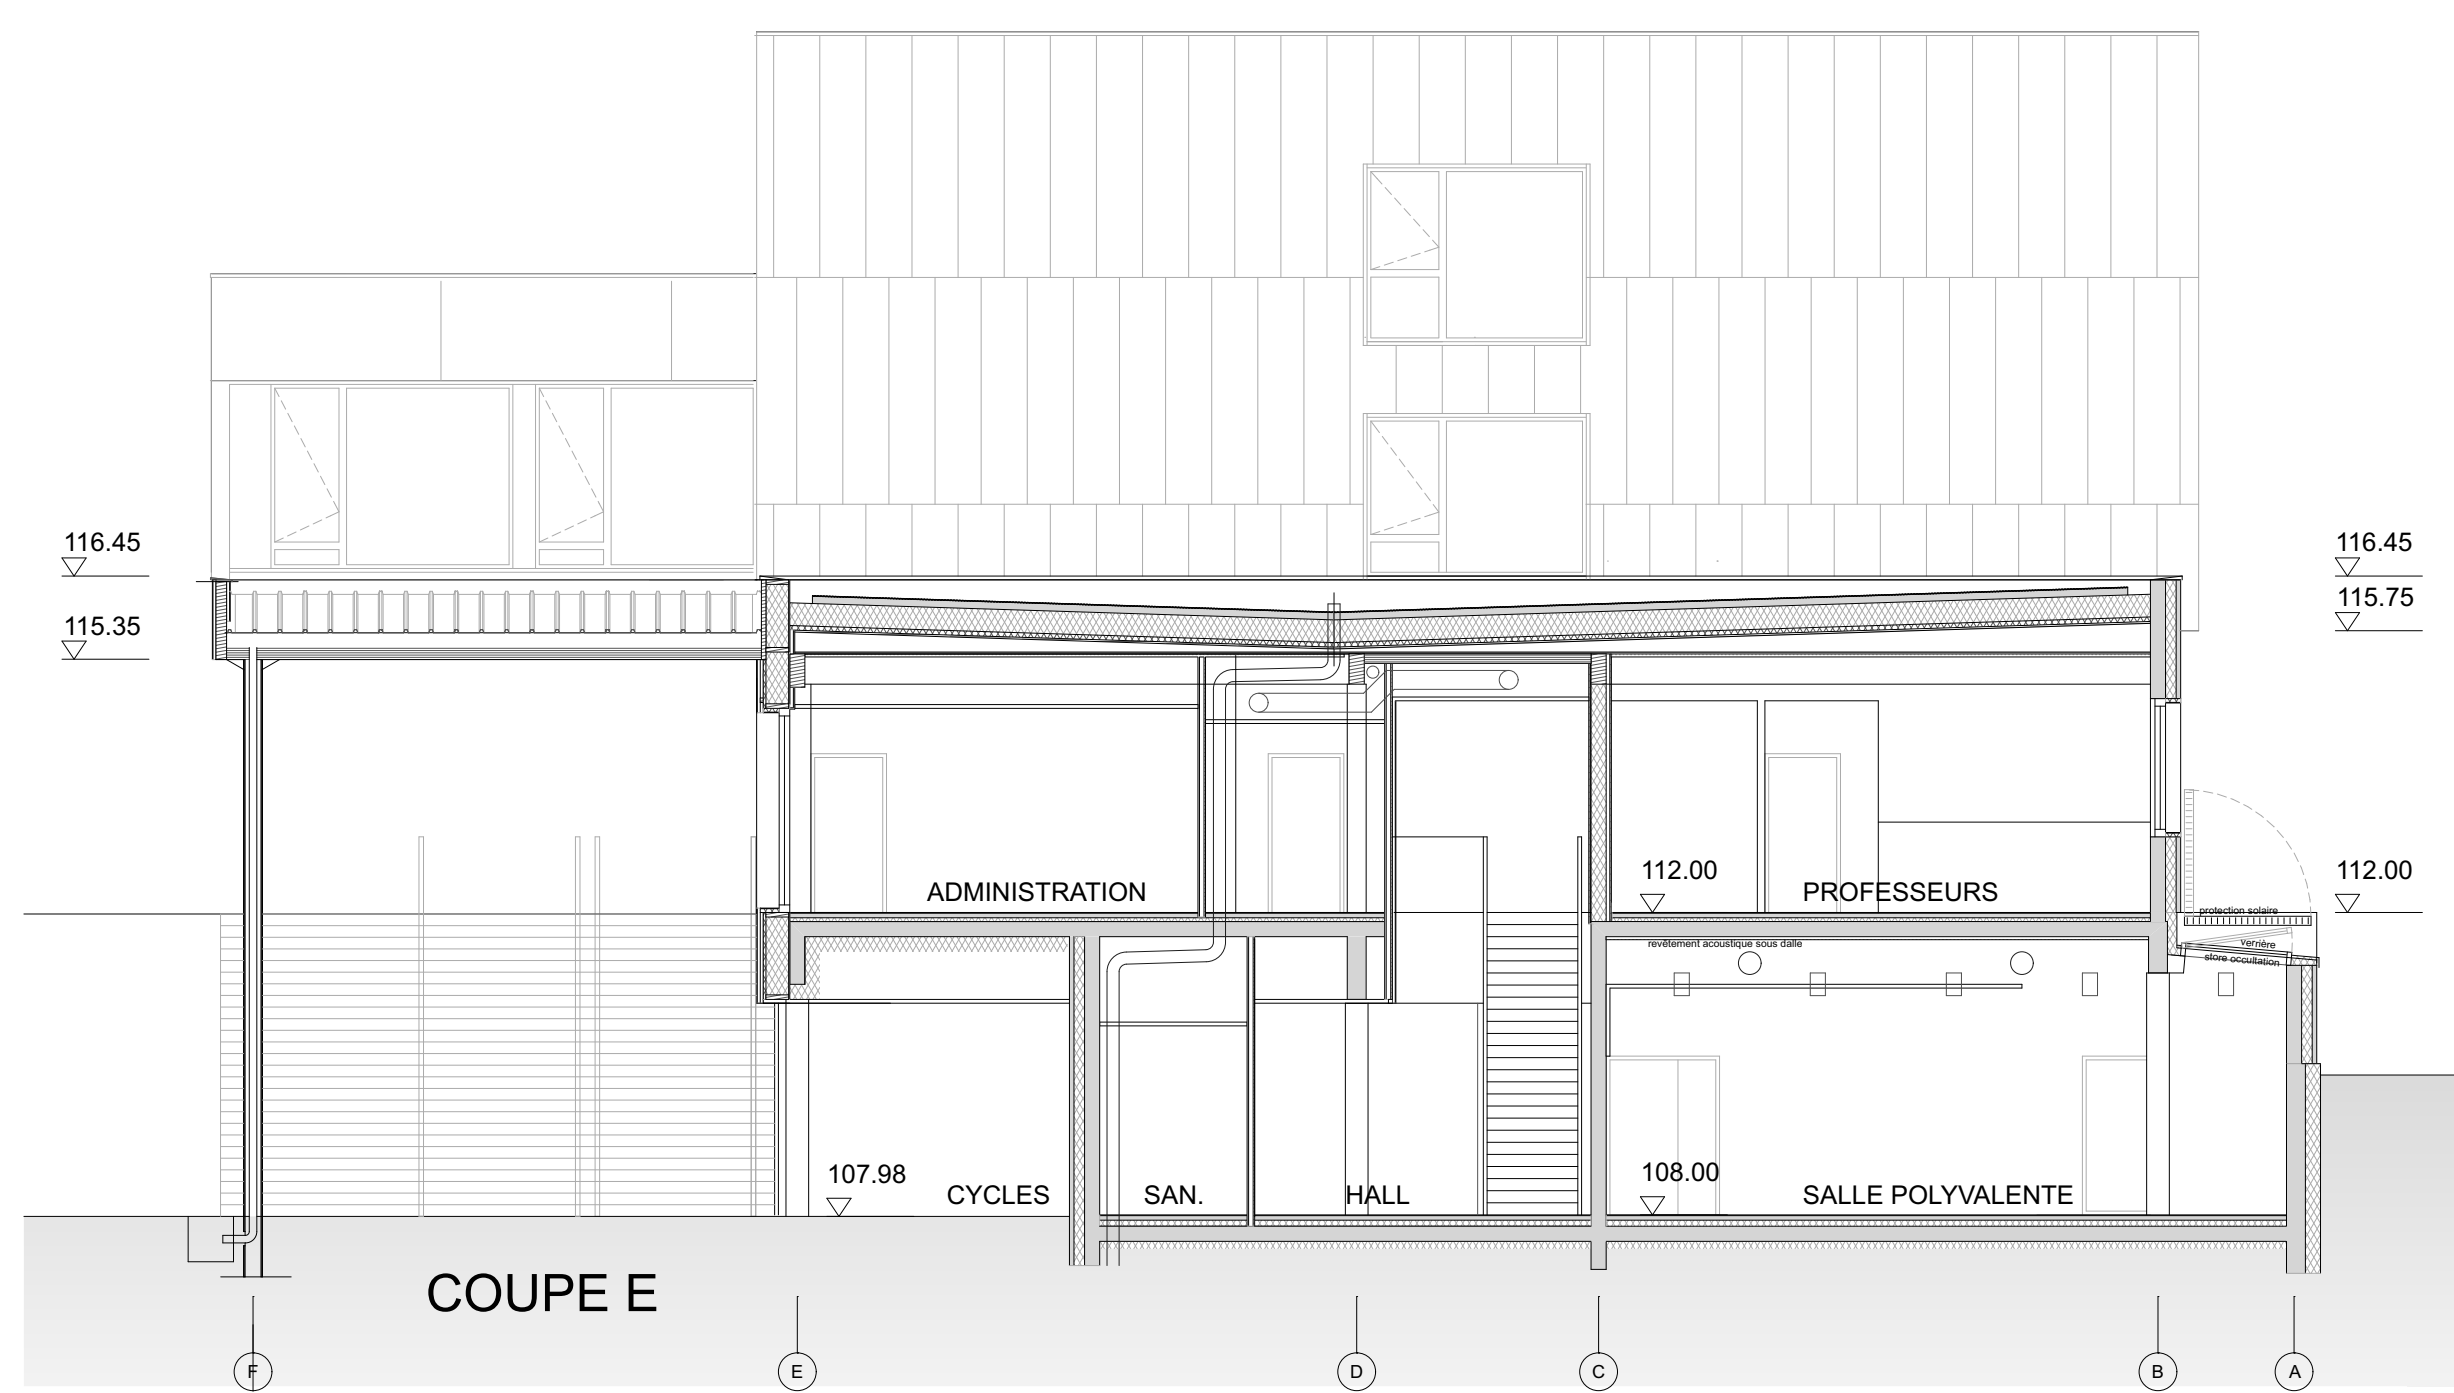 116.45
116.45
115.35
115.75
112.00
112.00
ADMINISTRATION
PROFESSEURS
protection solaire
revêtement acoustique sous dalle
verrière
store occultation
107.98
108.00
CYCLES
SAN.
HALL
SALLE POLYVALENTE
COUPE E
F
E
D
C
B
A